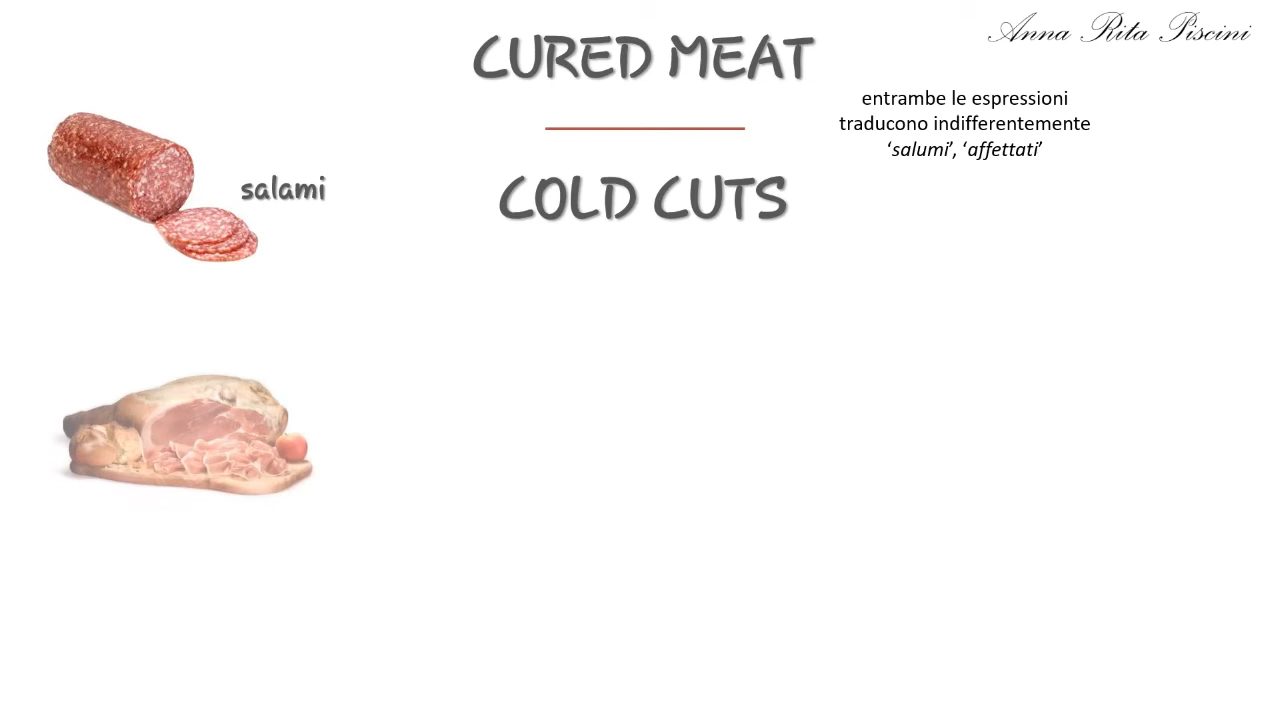 Anna Rita Piscini
CURED MEAT
entrambe le espressioni
traducono indifferentemente
‘salumi’, ‘affettati’
salami
COLD CUTS